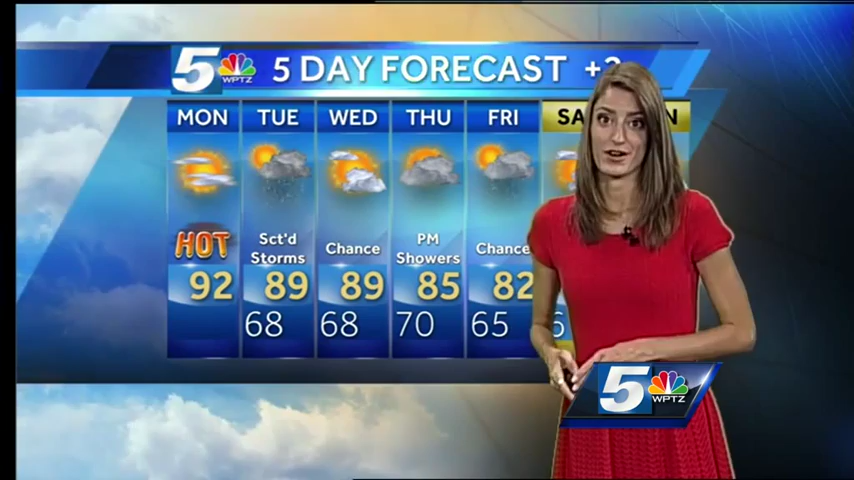 5 WPTZ 5 DAY FORECAST
MON TUE WED THU FRI
HOT Sct'd Storms Chance PM Showers Chance
92 89 89 85 82
68 68 70 65
5 WPTZ